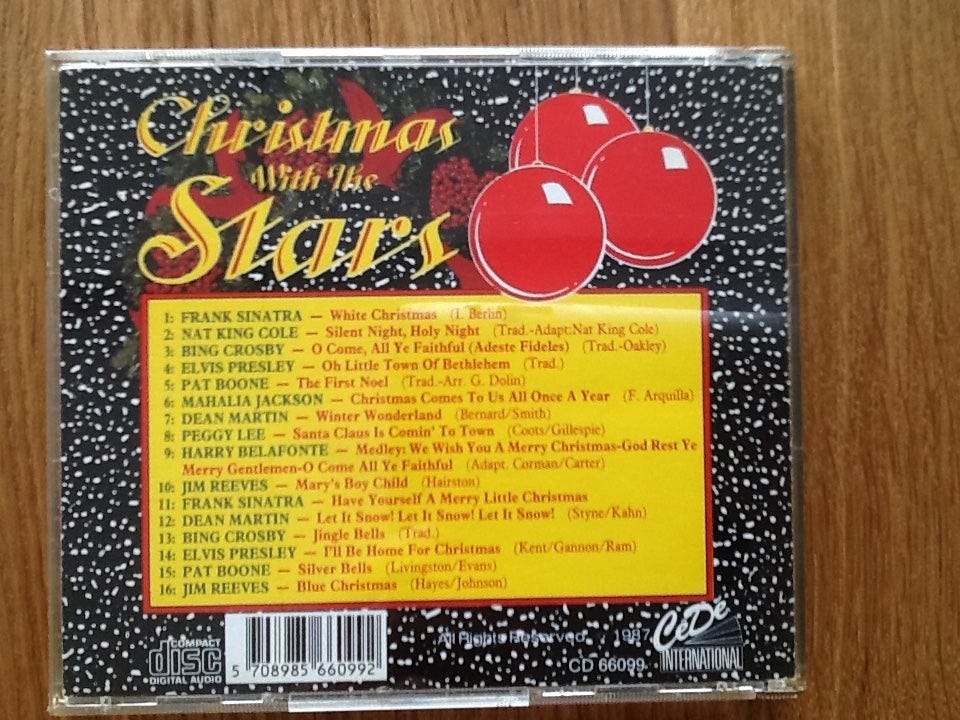 Christmas
With The
Stars
1: FRANK SINATRA — White Christmas (I. Berlin)
2: NAT KING COLE — Silent Night, Holy Night (Trad.-Adapt:Nat King Cole)
3: BING CROSBY — O Come, All Ye Faithful (Adeste Fideles) (Trad.-Oakley)
4: ELVIS PRESLEY — Oh Little Town Of Bethlehem (Trad.)
5: PAT BOONE — The First Noel (Trad.-Arr. G. Dolin)
6: MAHALIA JACKSON — Christmas Comes To Us All Once A Year (F. Arquilla)
7: DEAN MARTIN — Winter Wonderland (Bernard/Smith)
8: PEGGY LEE — Santa Claus Is Comin' To Town (Coots/Gillespie)
9: HARRY BELAFONTE — Medley: We Wish You A Merry Christmas-God Rest Ye
Merry Gentlemen-O Come All Ye Faithful (Adapt. Corman/Carter)
10: JIM REEVES — Mary's Boy Child (Hairston)
11: FRANK SINATRA — Have Yourself A Merry Little Christmas
12: DEAN MARTIN — Let It Snow! Let It Snow! Let It Snow! (Styne/Kahn)
13: BING CROSBY — Jingle Bells (Trad.)
14: ELVIS PRESLEY — I'll Be Home For Christmas (Kent/Gannon/Ram)
15: PAT BOONE — Silver Bells (Livingston/Evans)
16: JIM REEVES — Blue Christmas (Hayes/Johnson)
COMPACT
disc
DIGITAL AUDIO
5 708985 660992
All Rights Reserved 1987
CD 66099
CeDe
INTERNATIONAL